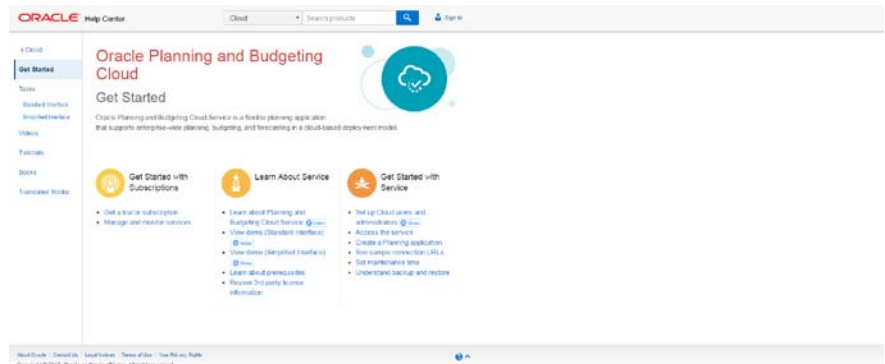 ORACLE Help Center
Cloud
Search products
Sign In
< Cloud
Get Started
Tasks
Standard Interface
Simplified Interface
Videos
Tutorials
Books
Translated Books
Oracle Planning and Budgeting
Cloud
Get Started
Oracle Planning and Budgeting Cloud Service is a flexible planning application
that supports enterprise-wide planning, budgeting, and forecasting in a cloud-based deployment model.
Get Started with
Subscriptions
Get a trial or subscription
Manage and monitor services
Learn About Service
Learn about Planning and
Budgeting Cloud Service
View demo (Standard Interface)
View demo (Simplified Interface)
Learn about prerequisites
Review 3rd party license
information
Get Started with
Service
Set up Cloud users and
administrators
Access the service
Create a Planning application
See sample connection URLs
Set maintenance time
Understand backup and restore
About Oracle | Contact Us | Legal Notices | Terms of Use | Your Privacy Rights